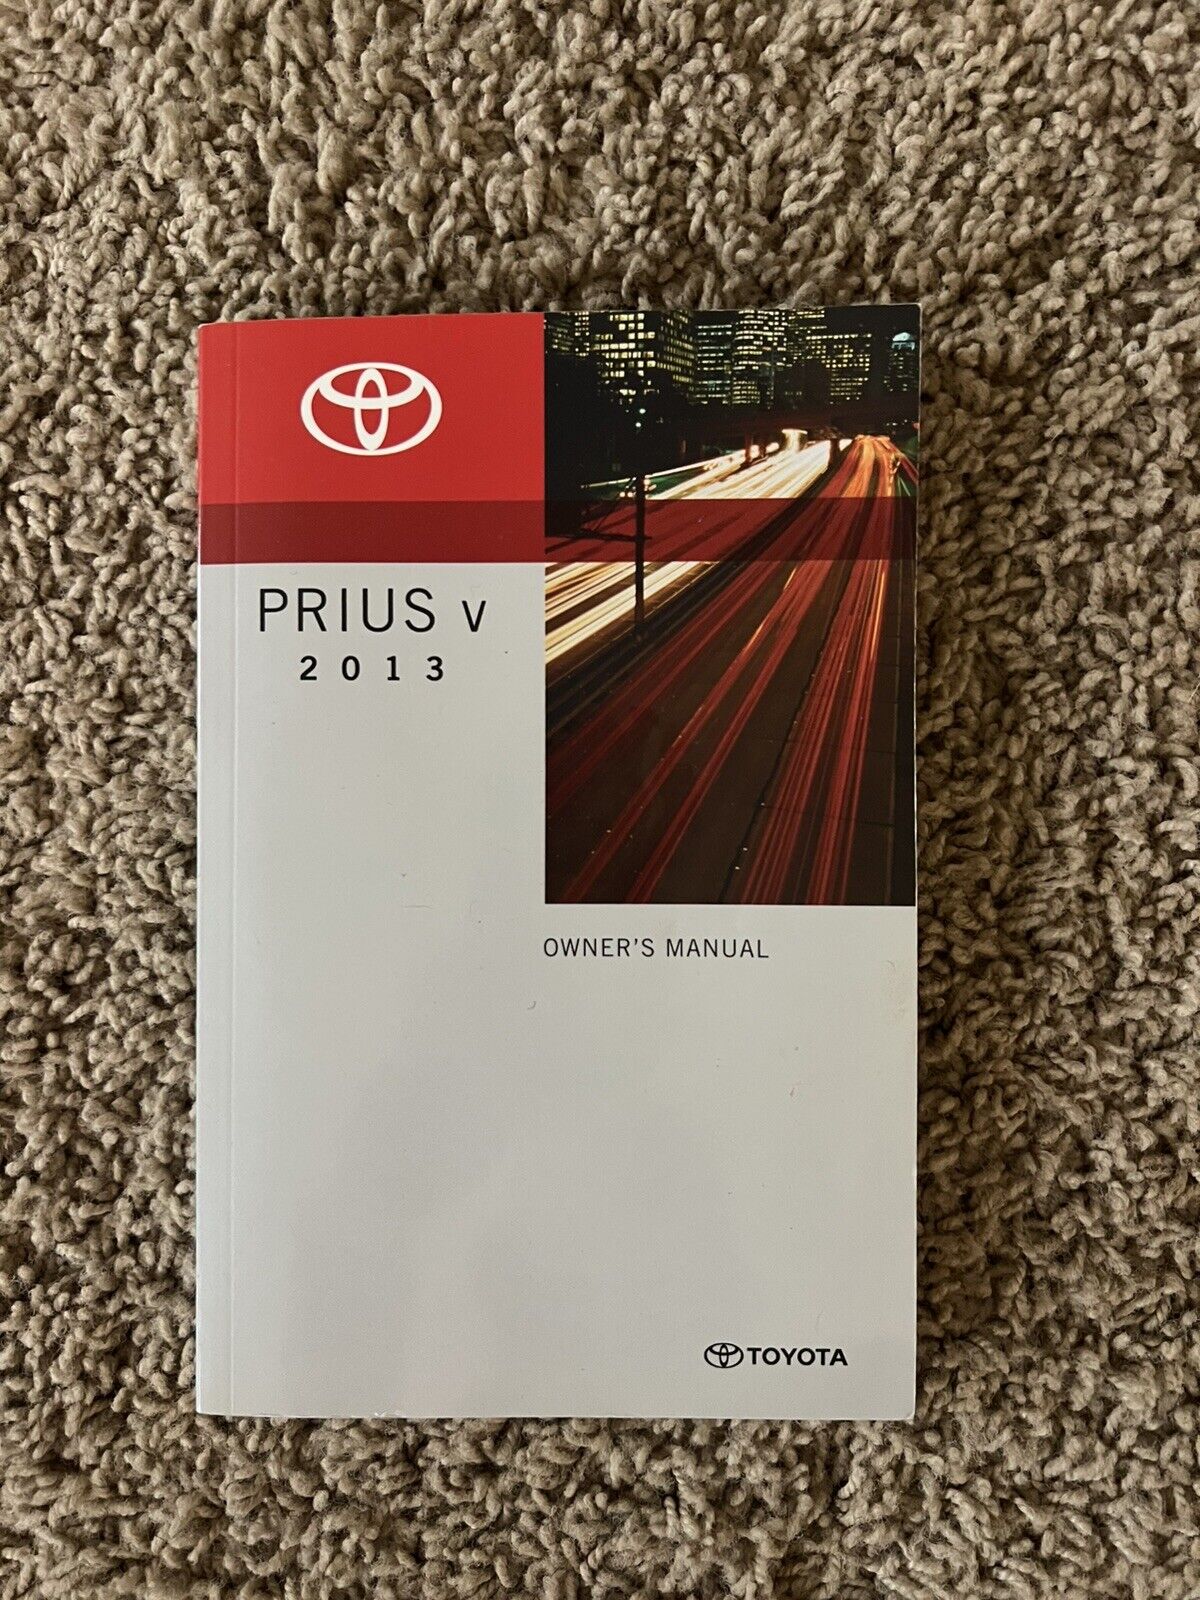 PRIUS v
2013
OWNER'S MANUAL
TOYOTA